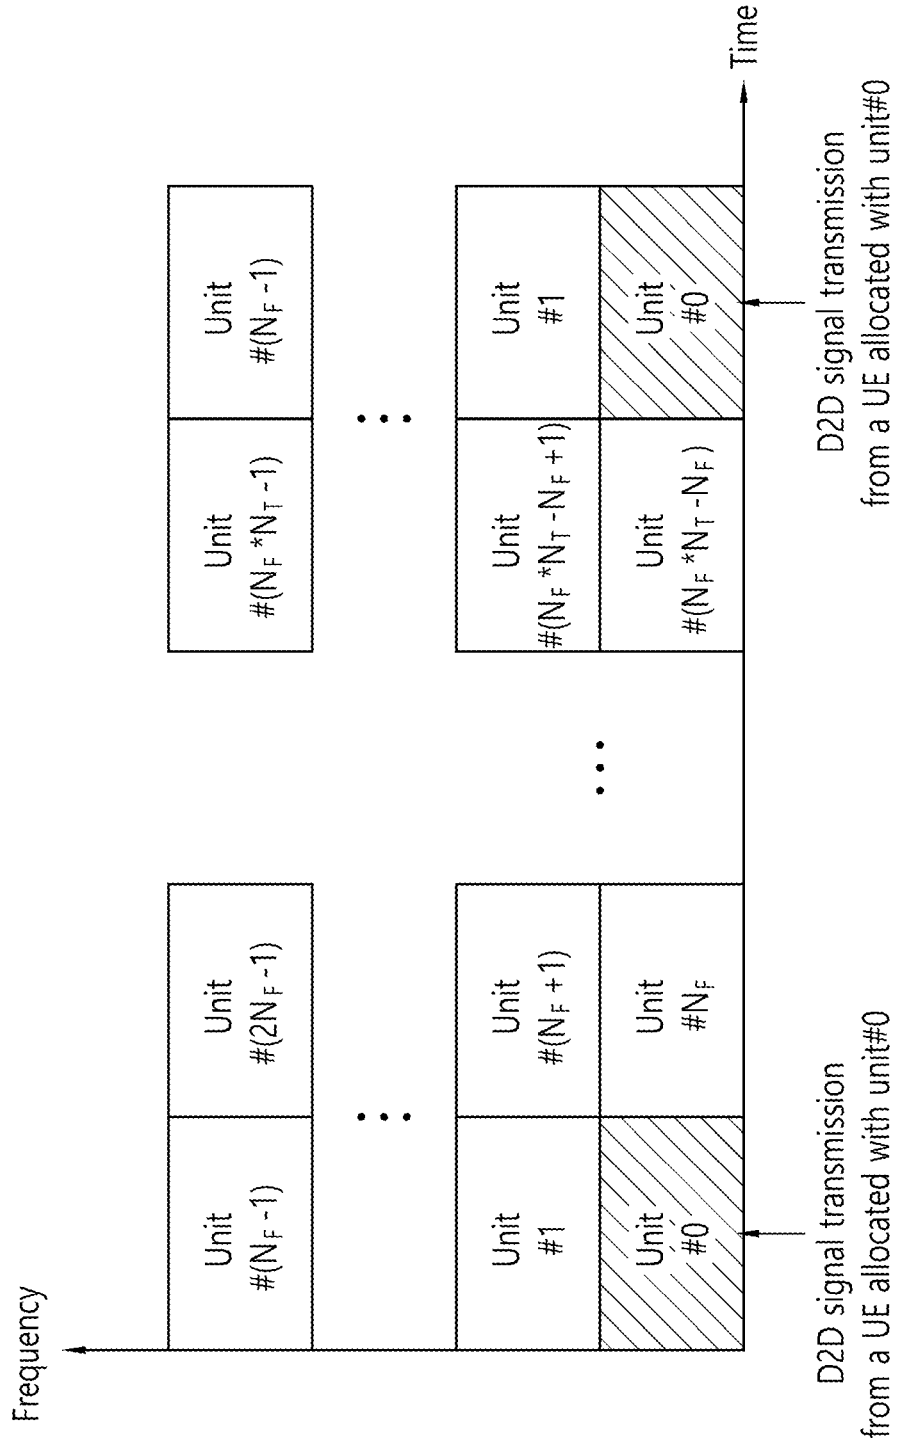 Frequency
Unit
#(N_F-1)
Unit
#(2N_F-1)
Unit
#(N_F*N_T-1)
Unit
#(N_F-1)
Unit
#1
Unit
#(N_F+1)
Unit
#(N_F*N_T-N_F+1)
Unit
#1
Unit
#0
Unit
#N_F
Unit
#(N_F*N_T-N_F)
Unit
#0
Time
D2D signal transmission
from a UE allocated with unit#0
D2D signal transmission
from a UE allocated with unit#0